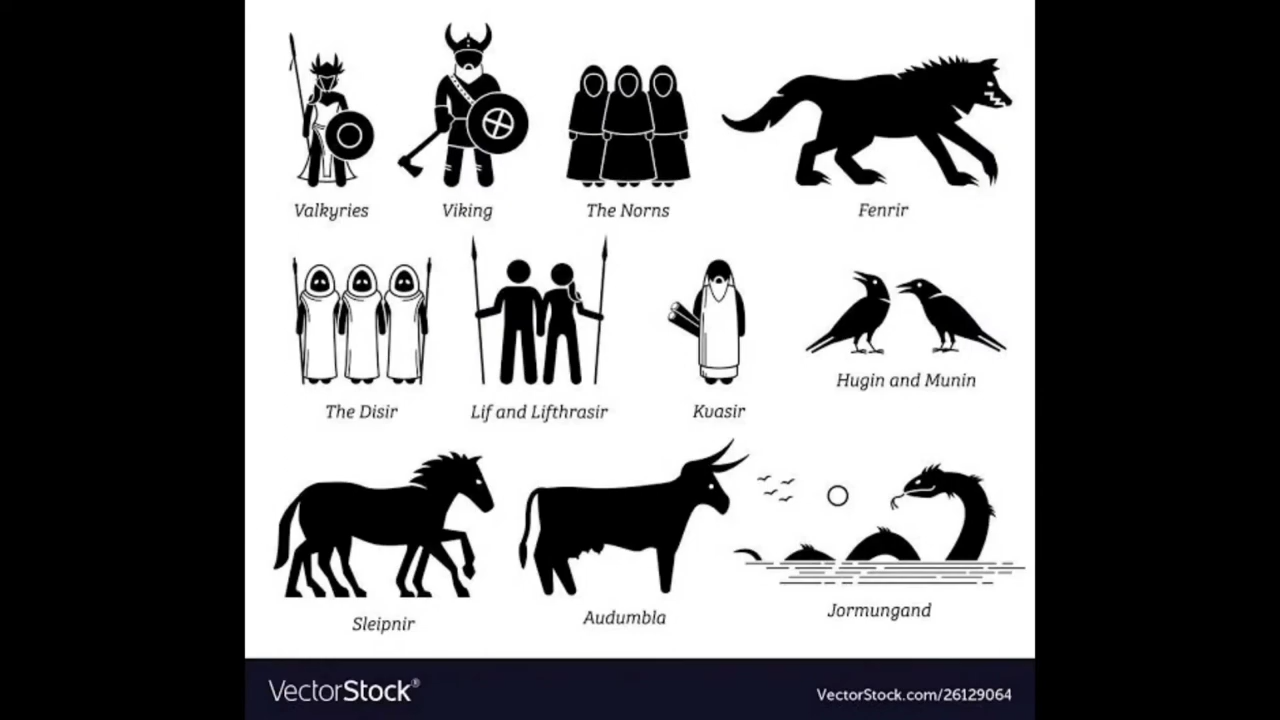 Valkyries
Viking
The Norns
Fenrir
The Disir
Lif and Lifthrasir
Kvasir
Hugin and Munin
Sleipnir
Audumbla
Jormungand
VectorStock®
VectorStock.com/26129064